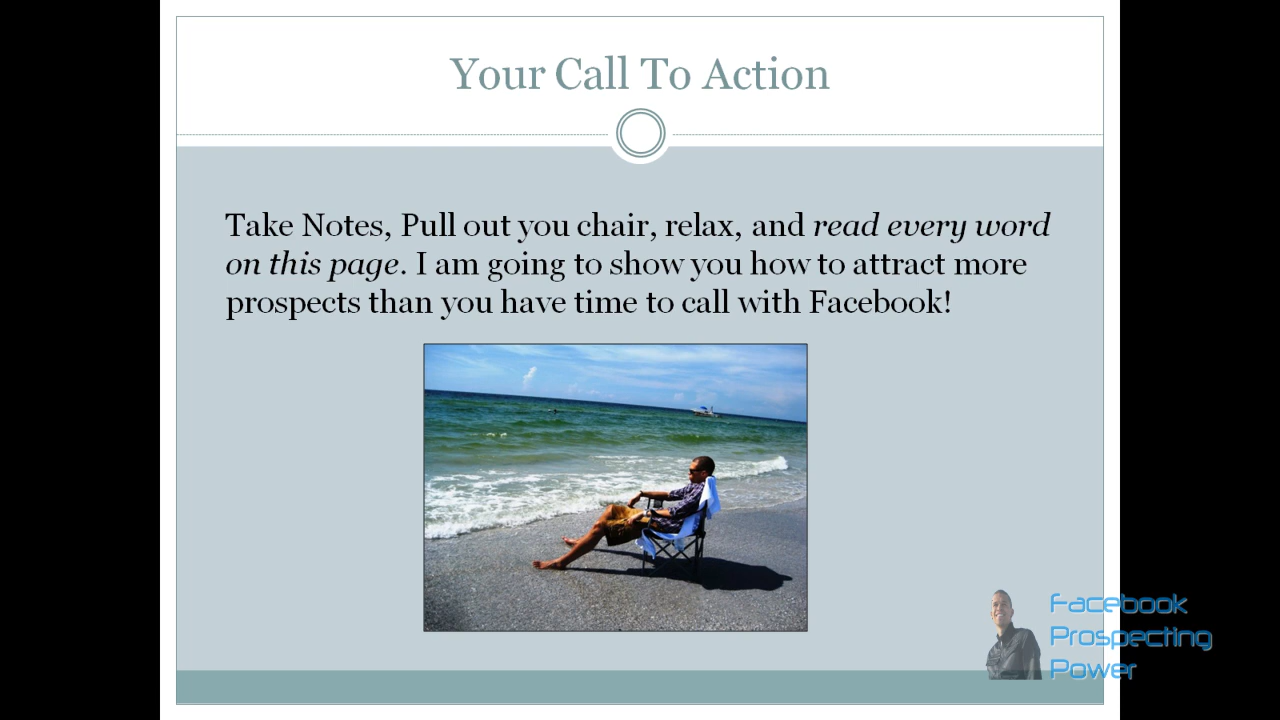 Your Call To Action
Take Notes, Pull out you chair, relax, and read every word
on this page. I am going to show you how to attract more
prospects than you have time to call with Facebook!
Facebook
Prospecting
Power